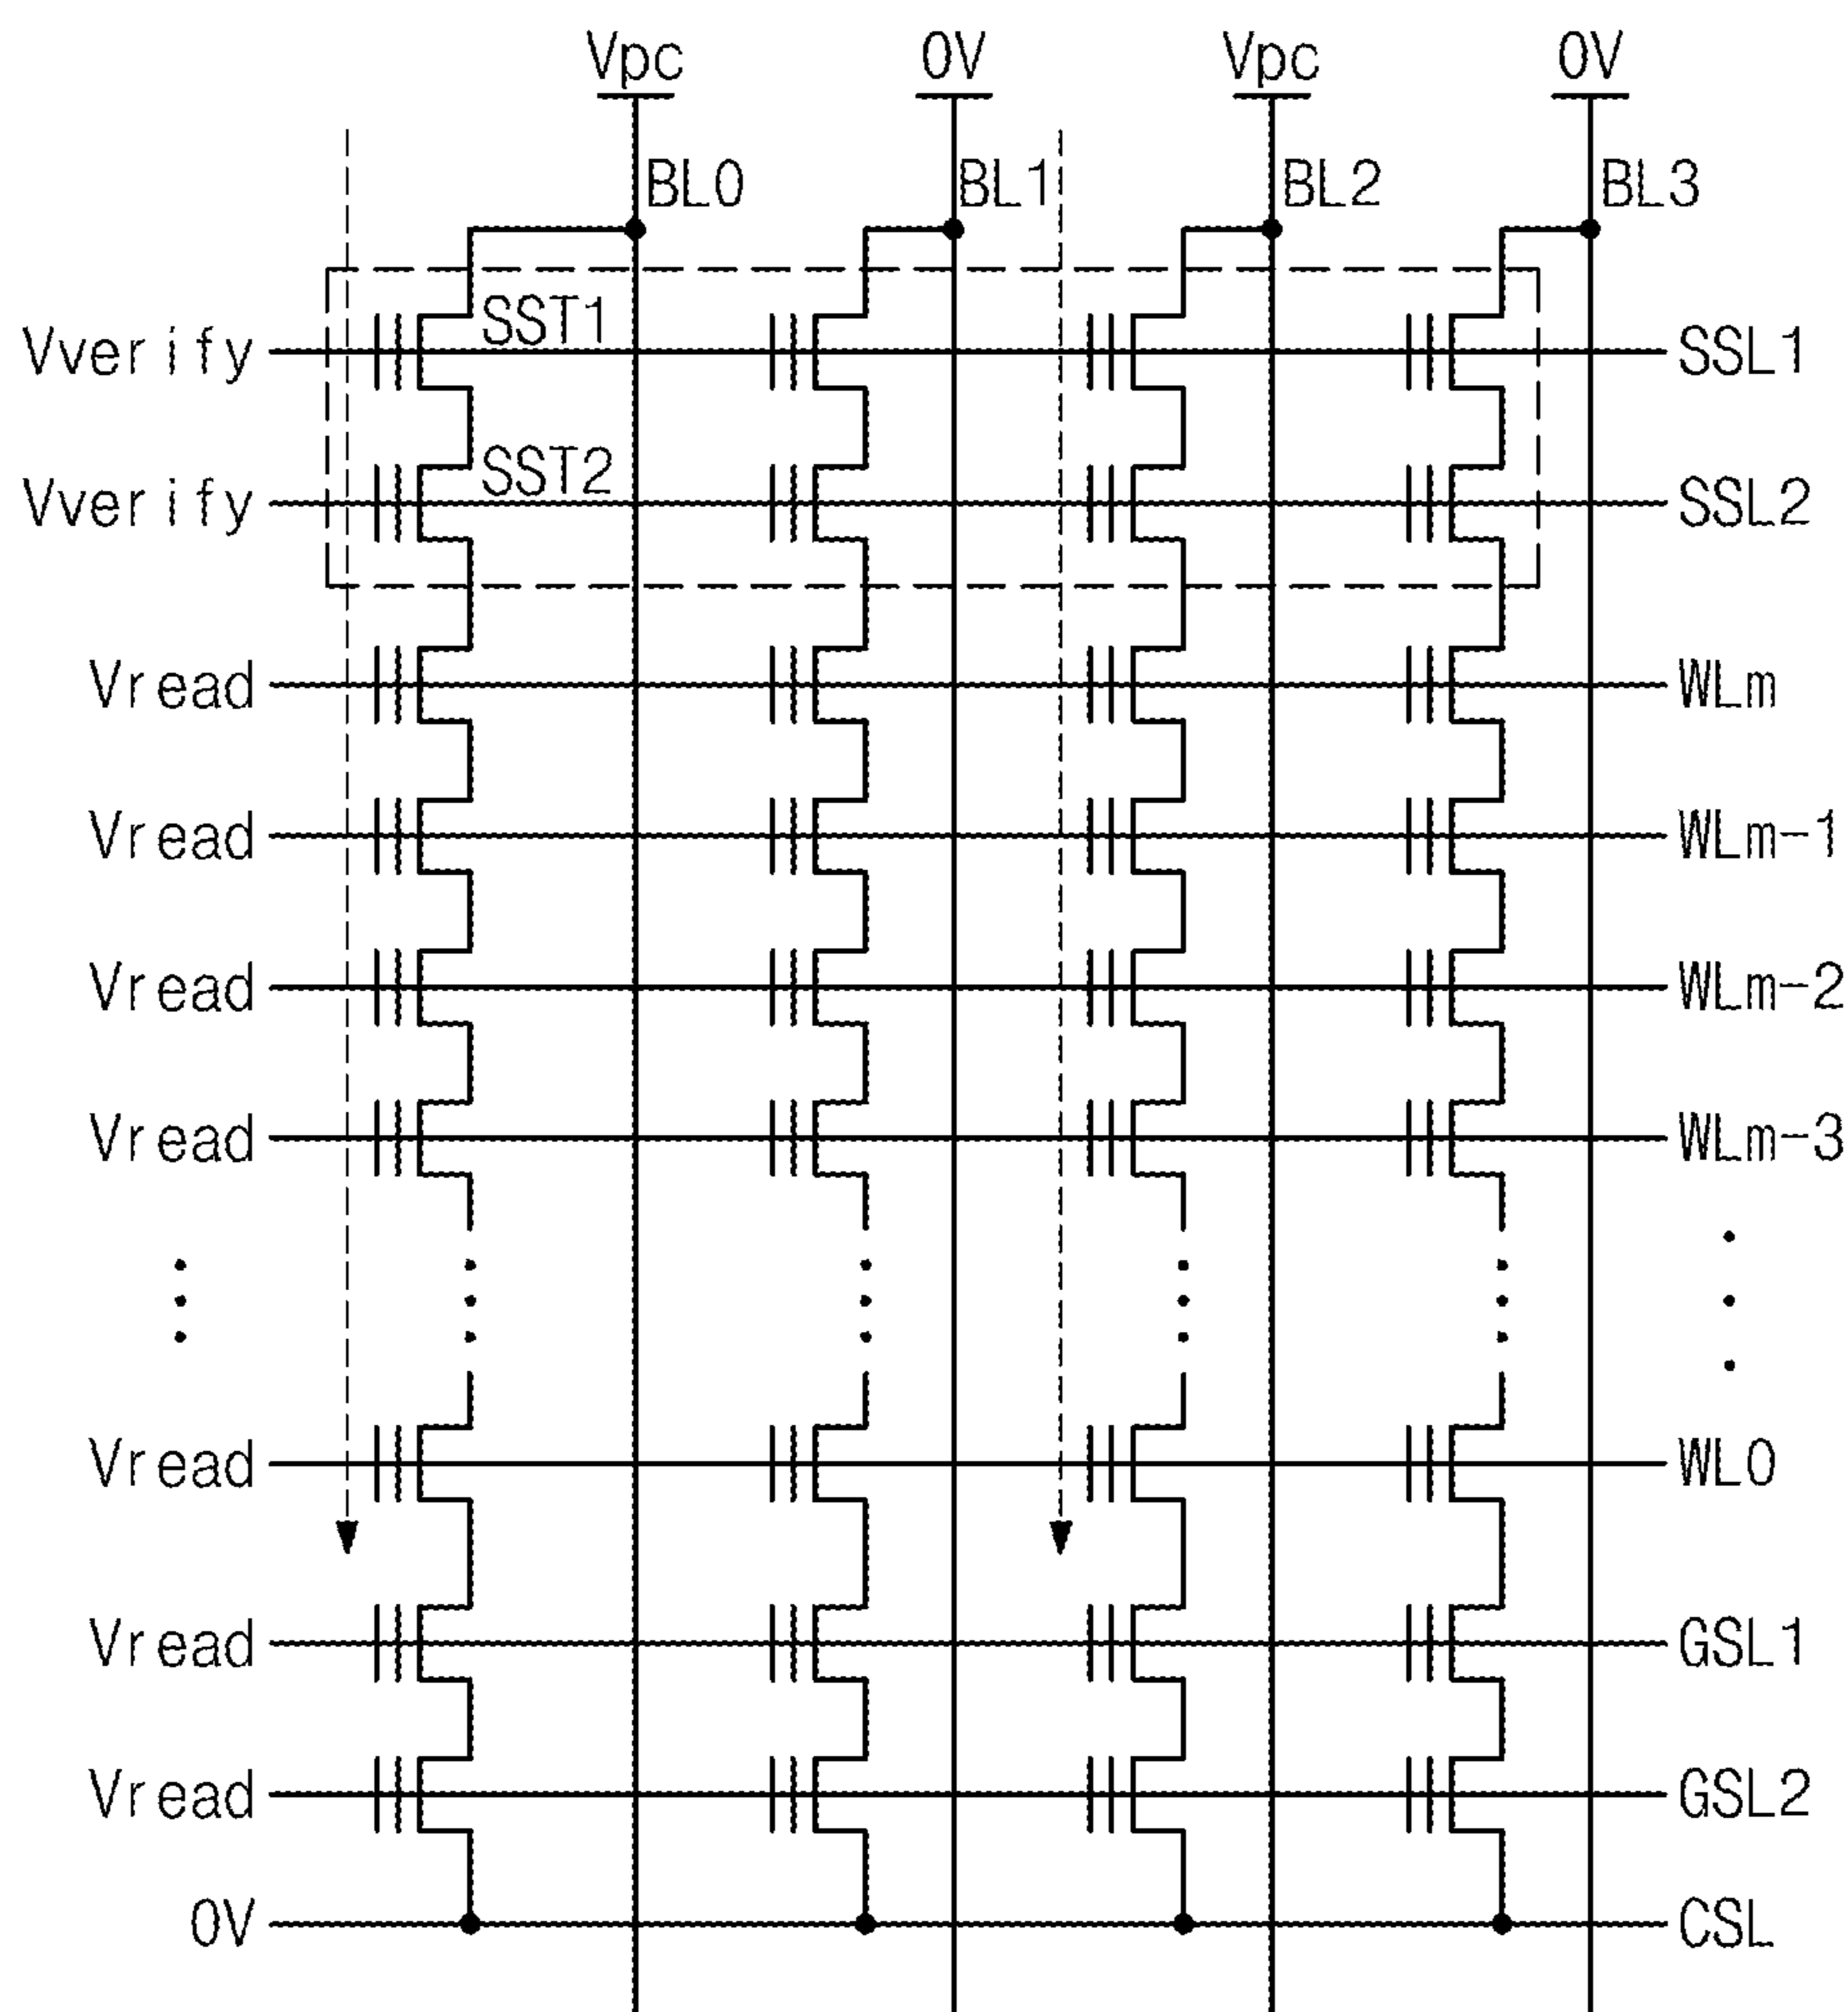 Vpc 0V Vpc 0V
BL0 BL1 BL2 BL3
SST1
Vverify SSL1
SST2
Vverify SSL2
Vread WLm
Vread WLm-1
Vread WLm-2
Vread WLm-3
Vread WL0
Vread GSL1
Vread GSL2
0V CSL